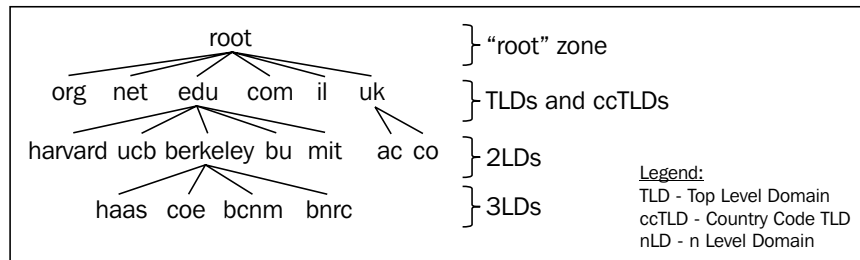 root
"root" zone
org net edu com il uk
TLDs and ccTLDs
harvard ucb berkeley bu mit ac co
2LDs
haas coe bcnm bnrc
3LDs
Legend:
TLD - Top Level Domain
ccTLD - Country Code TLD
nLD - n Level Domain